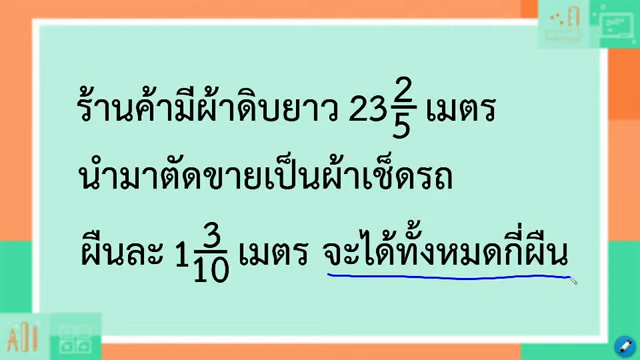 ร้านค้ามีผ้าดิบยาว 23 2/5 เมตร
นำมาตัดขายเป็นผ้าเช็ดรถ
ผืนละ 1 3/10 เมตร จะได้ทั้งหมดกี่ผืน